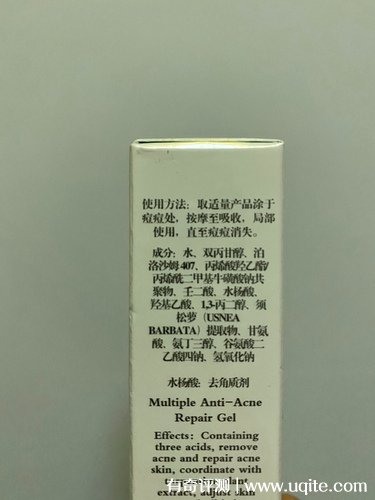 使用方法：取适量产品涂于
痘痘处，按摩至吸收，局部
使用，直至痘痘消失。
成分：水、双丙甘醇、泊
洛沙姆 407、丙烯酸羟乙酯/
丙烯酰二甲基牛磺酸钠共
聚物、壬二酸、水杨酸、
羟基乙酸、1,3-丙二醇、须
松萝（USNEA
BARBATA）提取物、甘氨
酸、氨丁三醇、谷氨酸二
乙酸四钠、氢氧化钠
水杨酸：去角质剂
Multiple Anti-Acne
Repair Gel
Effects: Containing
three acids, remove
acne and repair acne
skin, coordinate with
extract, adjust skin
有奇评测：www.uqite.com